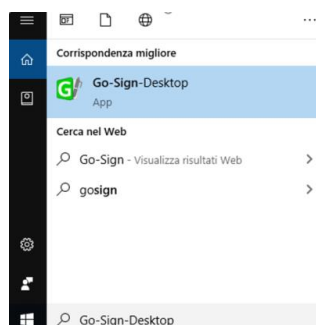 Corrispondenza migliore
Go-Sign-Desktop
App
Cerca nel Web
Go-Sign - Visualizza risultati Web
gosign
Go-Sign-Desktop